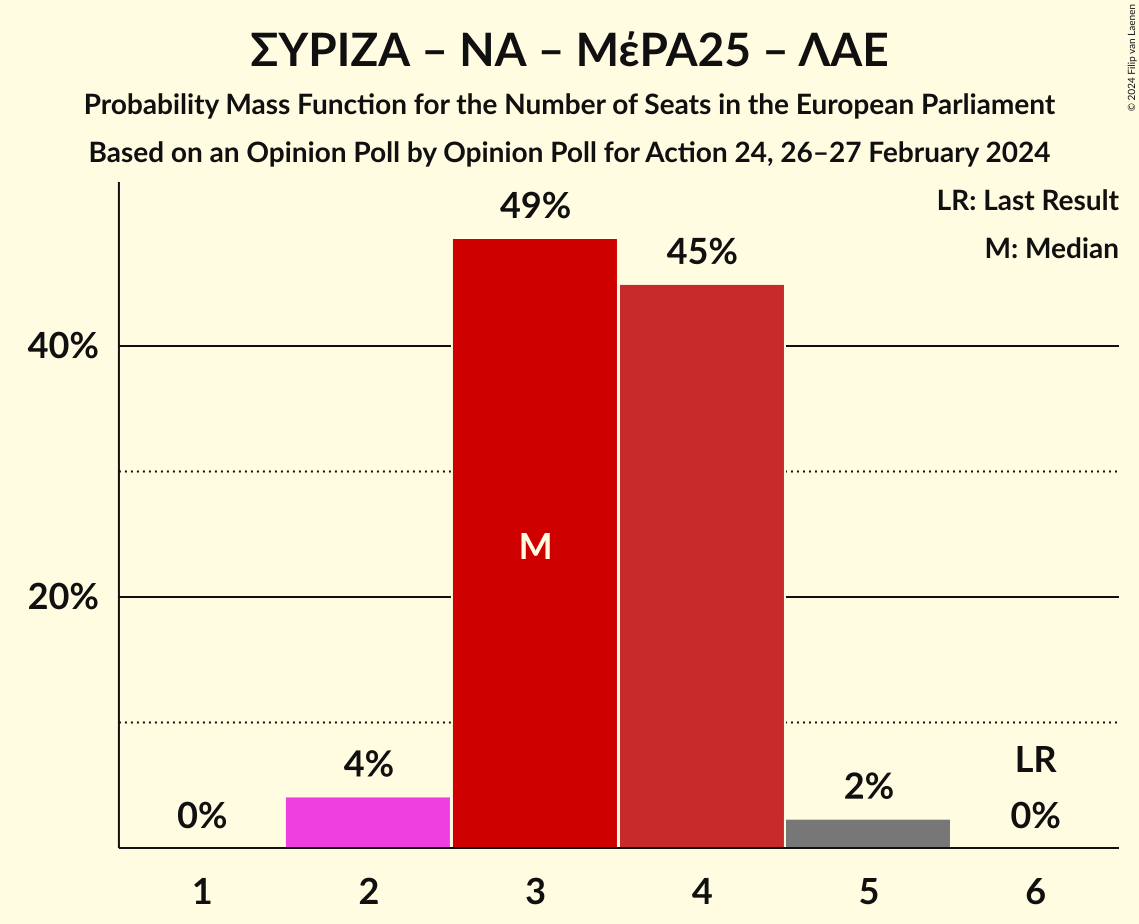 ΣΥΡΙΖΑ – ΝΑ – ΜέΡΑ25 – ΛΑΕ
Probability Mass Function for the Number of Seats in the European Parliament
Based on an Opinion Poll by Opinion Poll for Action 24, 26–27 February 2024
© 2024 Filip van Laenen
LR: Last Result
M: Median
49%
45%
40%
M
20%
4%
2%
LR
0%
0%
1 2 3 4 5 6